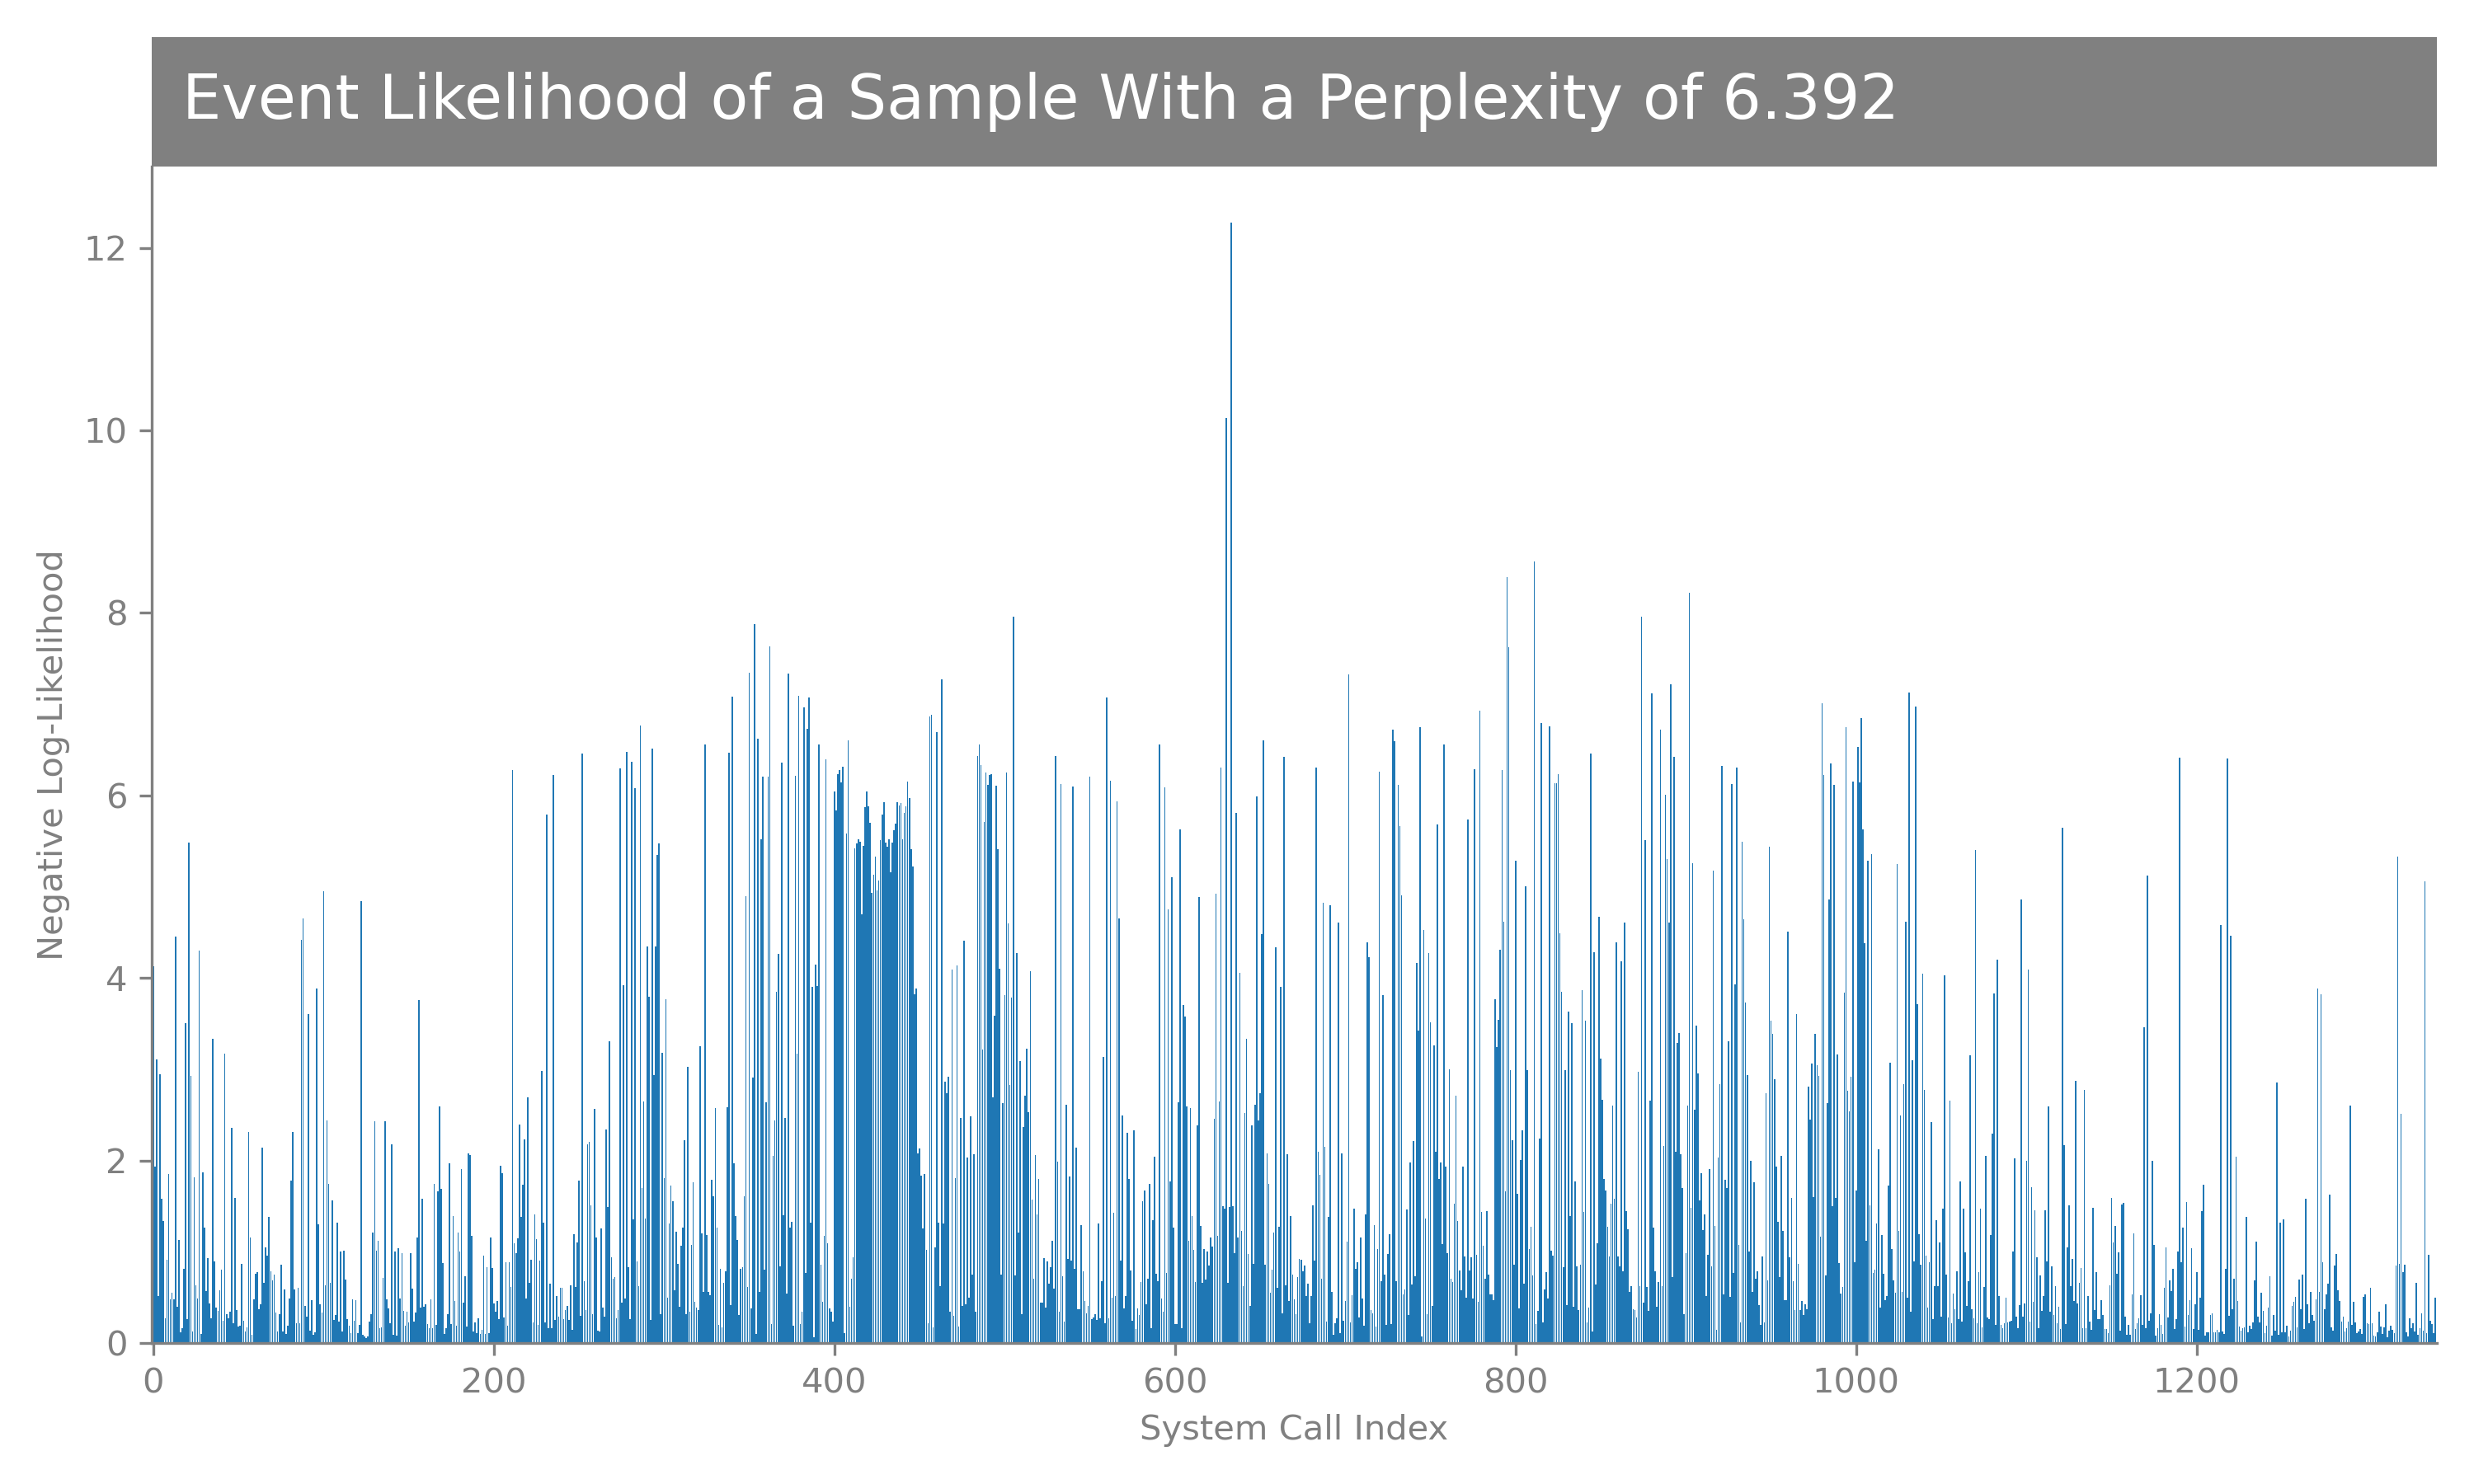 Event Likelihood of a Sample With a Perplexity of 6.392
12
10
8
6
4
2
0
Negative Log-Likelihood
0 200 400 600 800 1000 1200
System Call Index